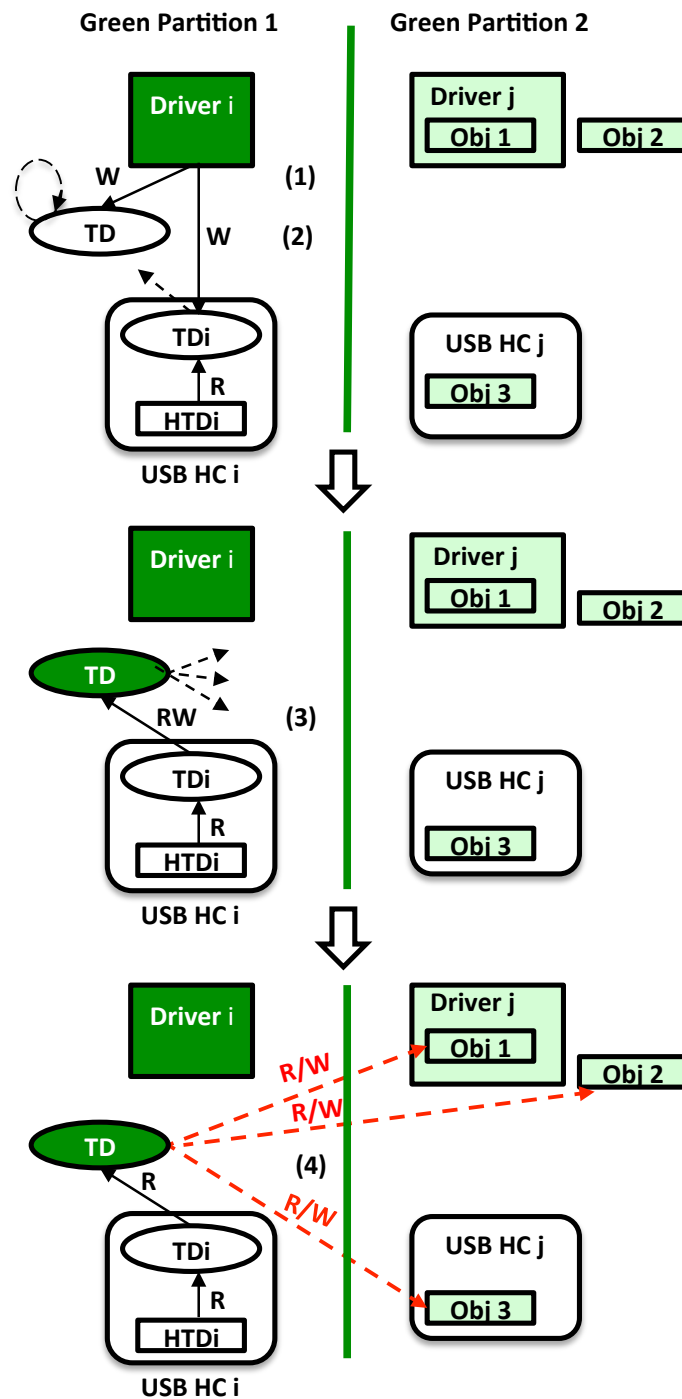 Green Partition 1
Green Partition 2
Driver i
Driver j
Obj 1
Obj 2
W
(1)
TD
W
(2)
TDi
USB HC j
R
Obj 3
HTDi
USB HC i
Driver i
Driver j
Obj 1
Obj 2
TD
RW
(3)
TDi
USB HC j
R
Obj 3
HTDi
USB HC i
Driver i
Driver j
Obj 1
R/W
Obj 2
R/W
TD
(4)
R
R/W
TDi
USB HC j
R
Obj 3
HTDi
USB HC i